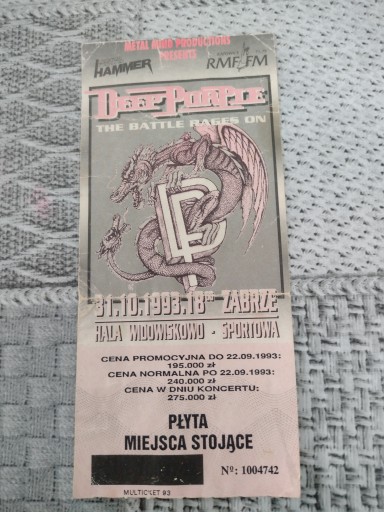 METAL MIND PRODUCTIONS
PRESENTS
HAMMER
RMF FM
DEEP PURPLE
THE BATTLE RAGES ON
DP
31.10.1993.18⁰⁰ ZABRZE
HALA WIDOWISKOWO - SPORTOWA
CENA PROMOCYJNA DO 22.09.1993:
195.000 zł
CENA NORMALNA PO 22.09.1993:
240.000 zł
CENA W DNIU KONCERTU:
275.000 zł
PŁYTA
MIEJSCA STOJĄCE
Nº: 1004742
MULTICKET 93